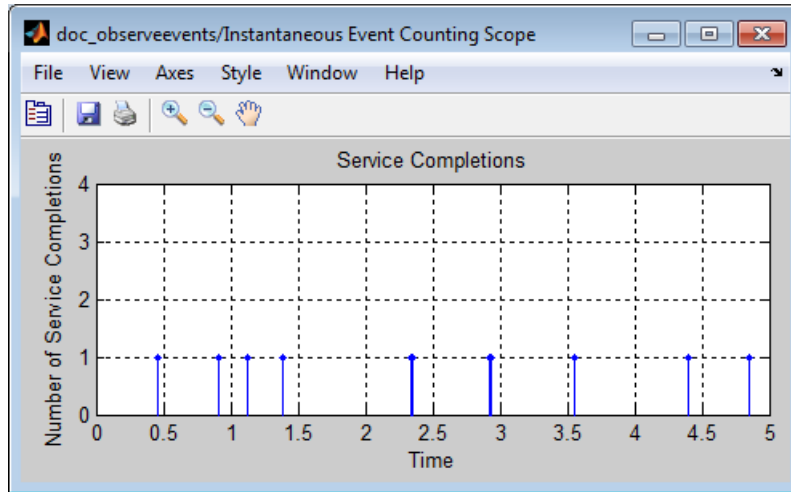 doc_observeevents/Instantaneous Event Counting Scope
File View Axes Style Window Help
Service Completions
Number of Service Completions
4
3
2
1
0
0 0.5 1 1.5 2 2.5 3 3.5 4 4.5 5
Time